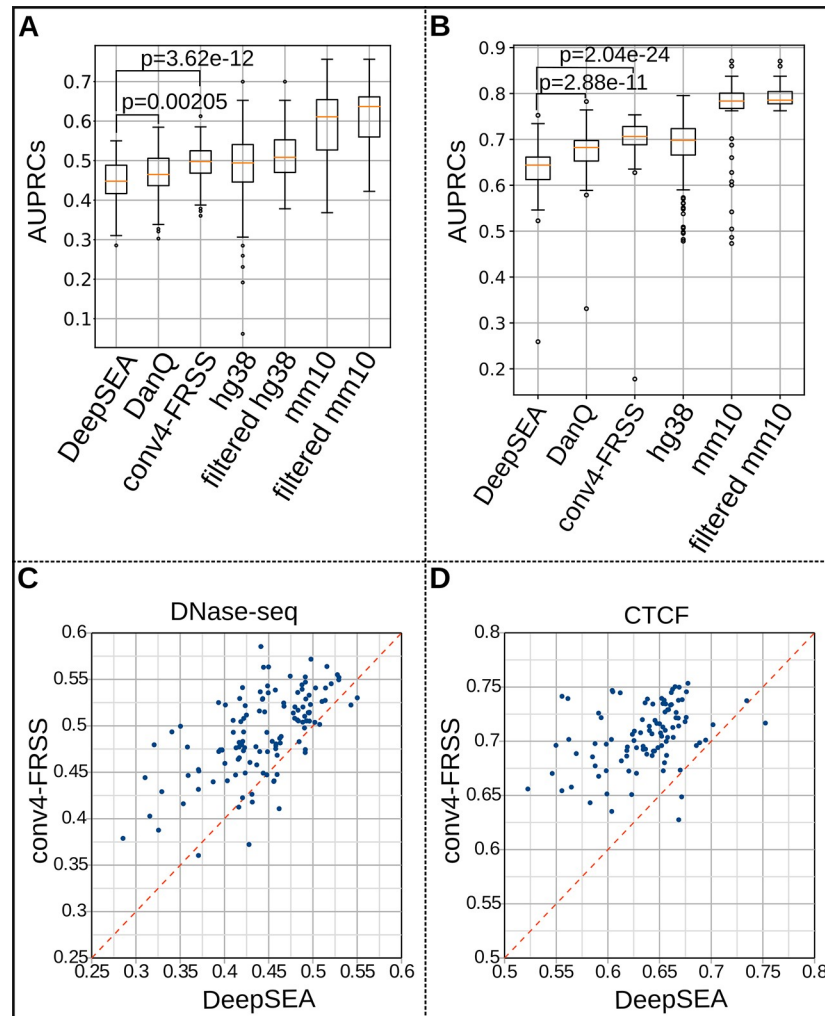 A
p=3.62e-12
p=0.00205
AUPRCs
0.7
0.6
0.5
0.4
0.3
0.2
0.1
DeepSEA
DanQ
conv4-FRSS
hg38
filtered hg38
mm10
filtered mm10
B
p=2.04e-24
p=2.88e-11
AUPRCs
0.9
0.8
0.7
0.6
0.5
0.4
0.3
0.2
DeepSEA
DanQ
conv4-FRSS
hg38
mm10
filtered mm10
C
DNase-seq
conv4-FRSS
0.6
0.55
0.5
0.45
0.4
0.35
0.3
0.25
0.25 0.3 0.35 0.4 0.45 0.5 0.55 0.6
DeepSEA
D
CTCF
conv4-FRSS
0.8
0.75
0.7
0.65
0.6
0.55
0.5
0.5 0.55 0.6 0.65 0.7 0.75 0.8
DeepSEA